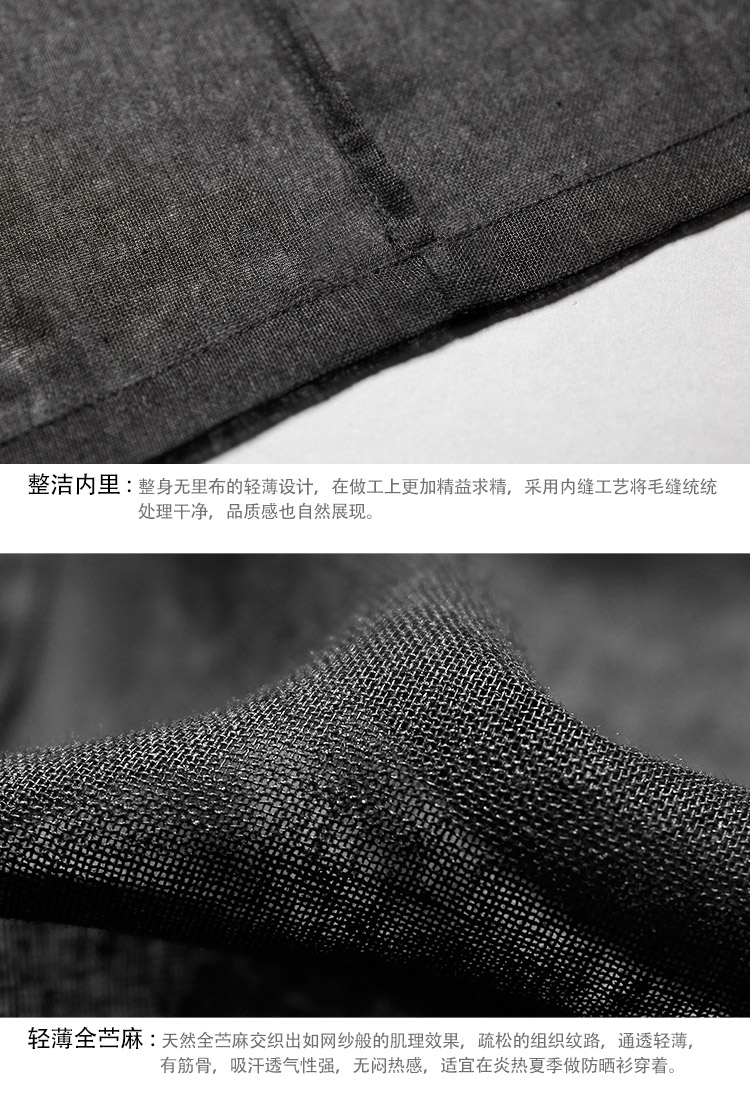 整洁内里：整身无里布的轻薄设计，在做工上更加精益求精，采用内缝工艺将毛缝统统
处理干净，品质感也自然展现。
轻薄全苎麻：天然全苎麻交织出如网纱般的肌理效果，疏松的组织纹路，通透轻薄，
有筋骨，吸汗透气性强，无闷热感，适宜在炎热夏季做防晒衫穿着。